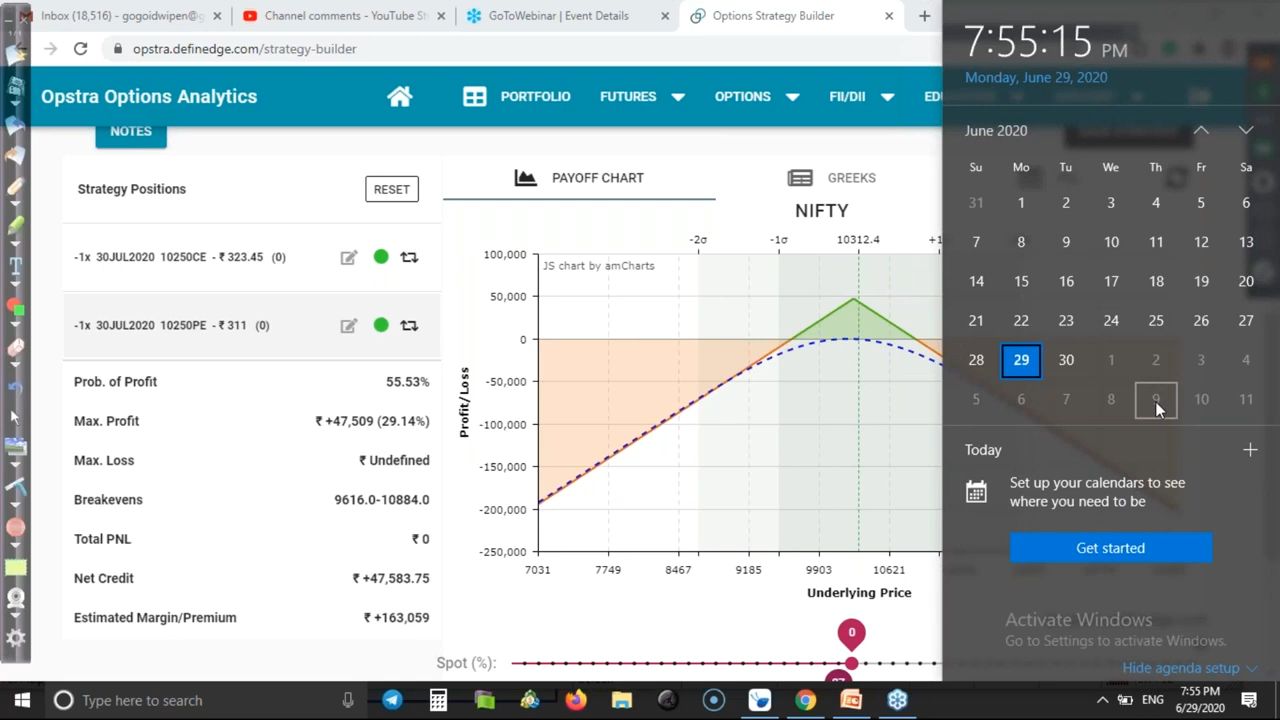 Inbox (18,516) - gogoidwipen@g
Channel comments - YouTube St
GoToWebinar | Event Details
Options Strategy Builder
opstra.definedge.com/strategy-builder
Opstra Options Analytics
PORTFOLIO
FUTURES
OPTIONS
FII/DII
NOTES
Strategy Positions
RESET
-1x 30JUL2020 10250CE - ₹ 323.45 (0)
-1x 30JUL2020 10250PE - ₹ 311 (0)
Prob. of Profit 55.53%
Max. Profit ₹ +47,509 (29.14%)
Max. Loss ₹ Undefined
Breakevens 9616.0-10884.0
Total PNL ₹ 0
Net Credit ₹ +47,583.75
Estimated Margin/Premium ₹ +163,059
PAYOFF CHART
GREEKS
NIFTY
-2σ -1σ 10312.4 +1
JS chart by amCharts
100,000
50,000
0
-50,000
-100,000
-150,000
-200,000
-250,000
Profit/Loss
7031 7749 8467 9185 9903 10621
Underlying Price
0
Spot (%):
7:55:15 PM
Monday, June 29, 2020
June 2020
Su Mo Tu We Th Fr Sa
31 1 2 3 4 5 6
7 8 9 10 11 12 13
14 15 16 17 18 19 20
21 22 23 24 25 26 27
28 29 30 1 2 3 4
5 6 7 8 9 10 11
Today
Set up your calendars to see
where you need to be
Get started
Activate Windows
Go to Settings to activate Windows.
Hide agenda setup
Type here to search
ENG
7:55 PM
6/29/2020